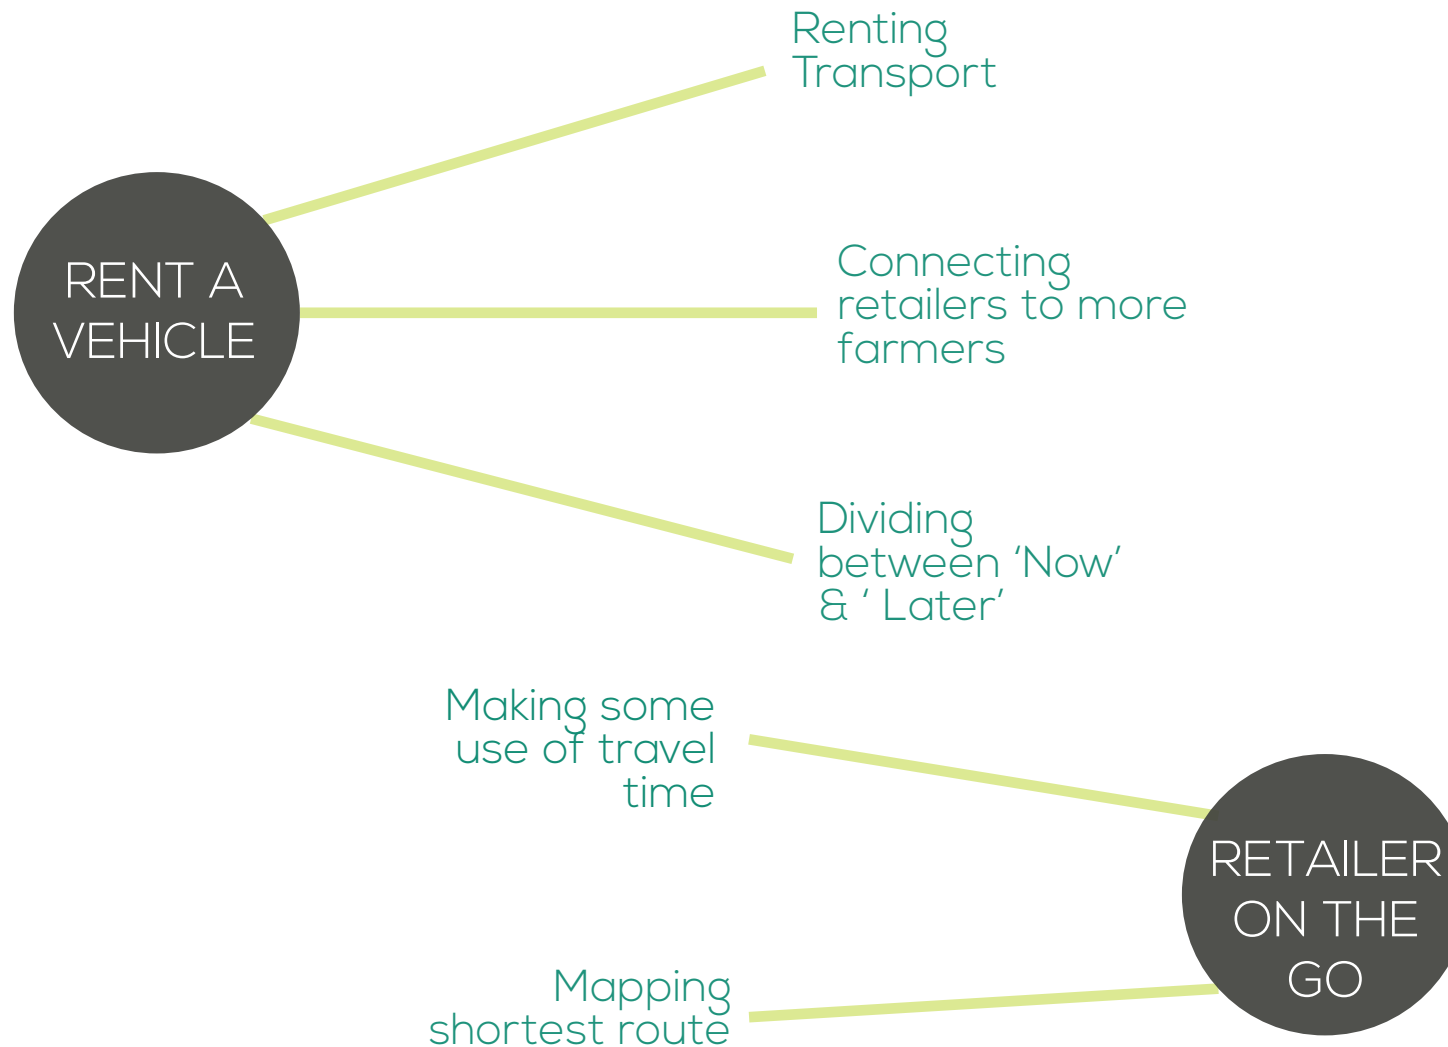 Renting
Transport
RENT A
VEHICLE
Connecting
retailers to more
farmers
Dividing
between ‘Now’
& ‘ Later’
Making some
use of travel
time
RETAILER
ON THE
GO
Mapping
shortest route